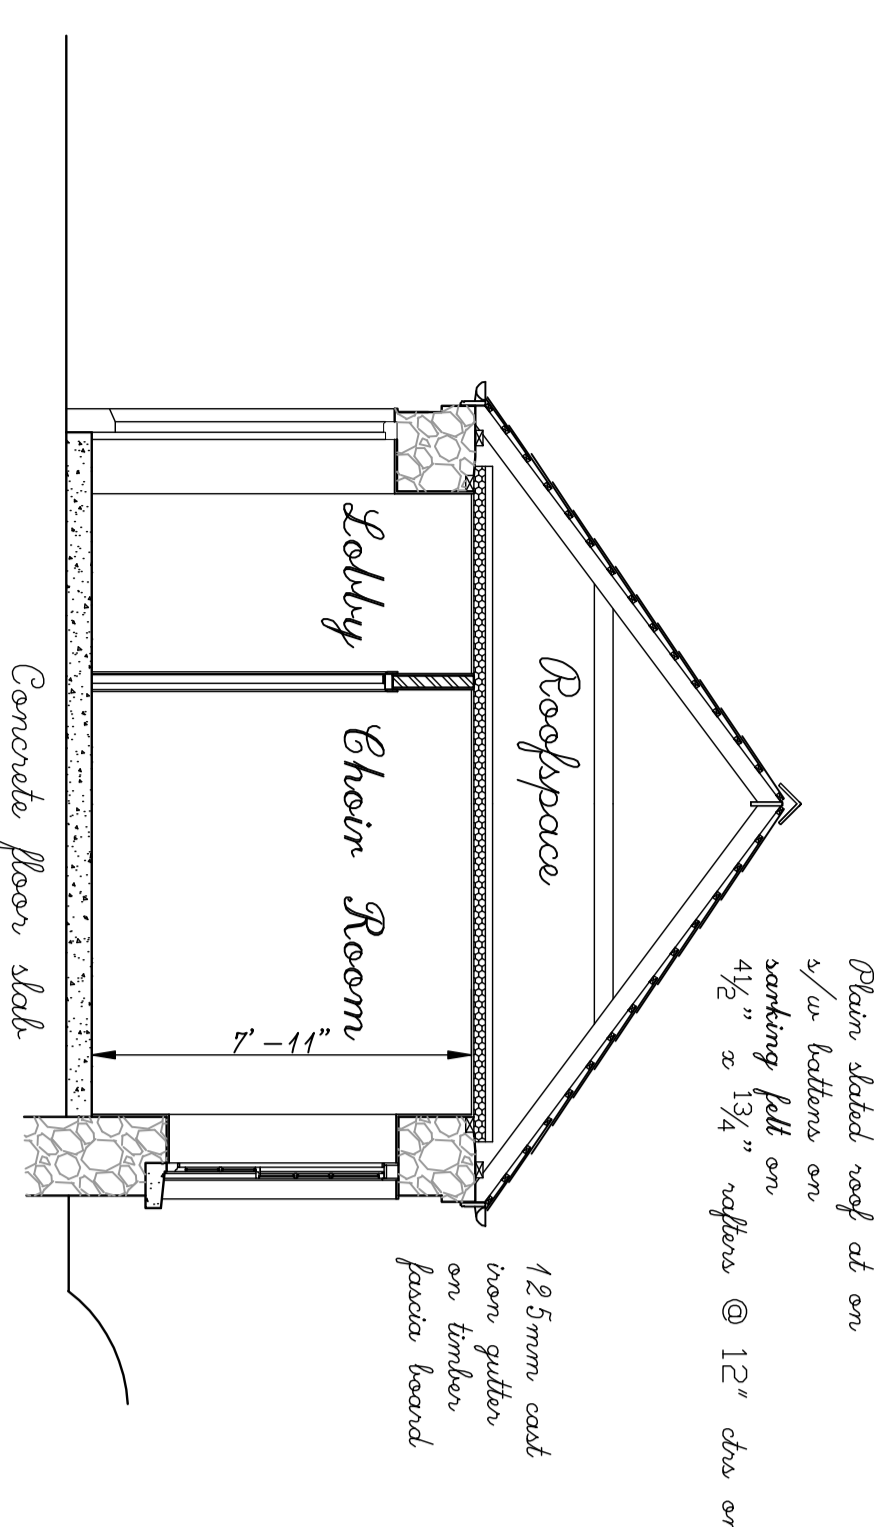 Plain slated roof at on
s/w battens on
sarking felt on
4½" x 1¾" rafters @ 12" ctrs on
125mm cast
iron gutter
on timber
fascia board
Roofspace
Lobby
Choir Room
7'-11"
Concrete floor slab